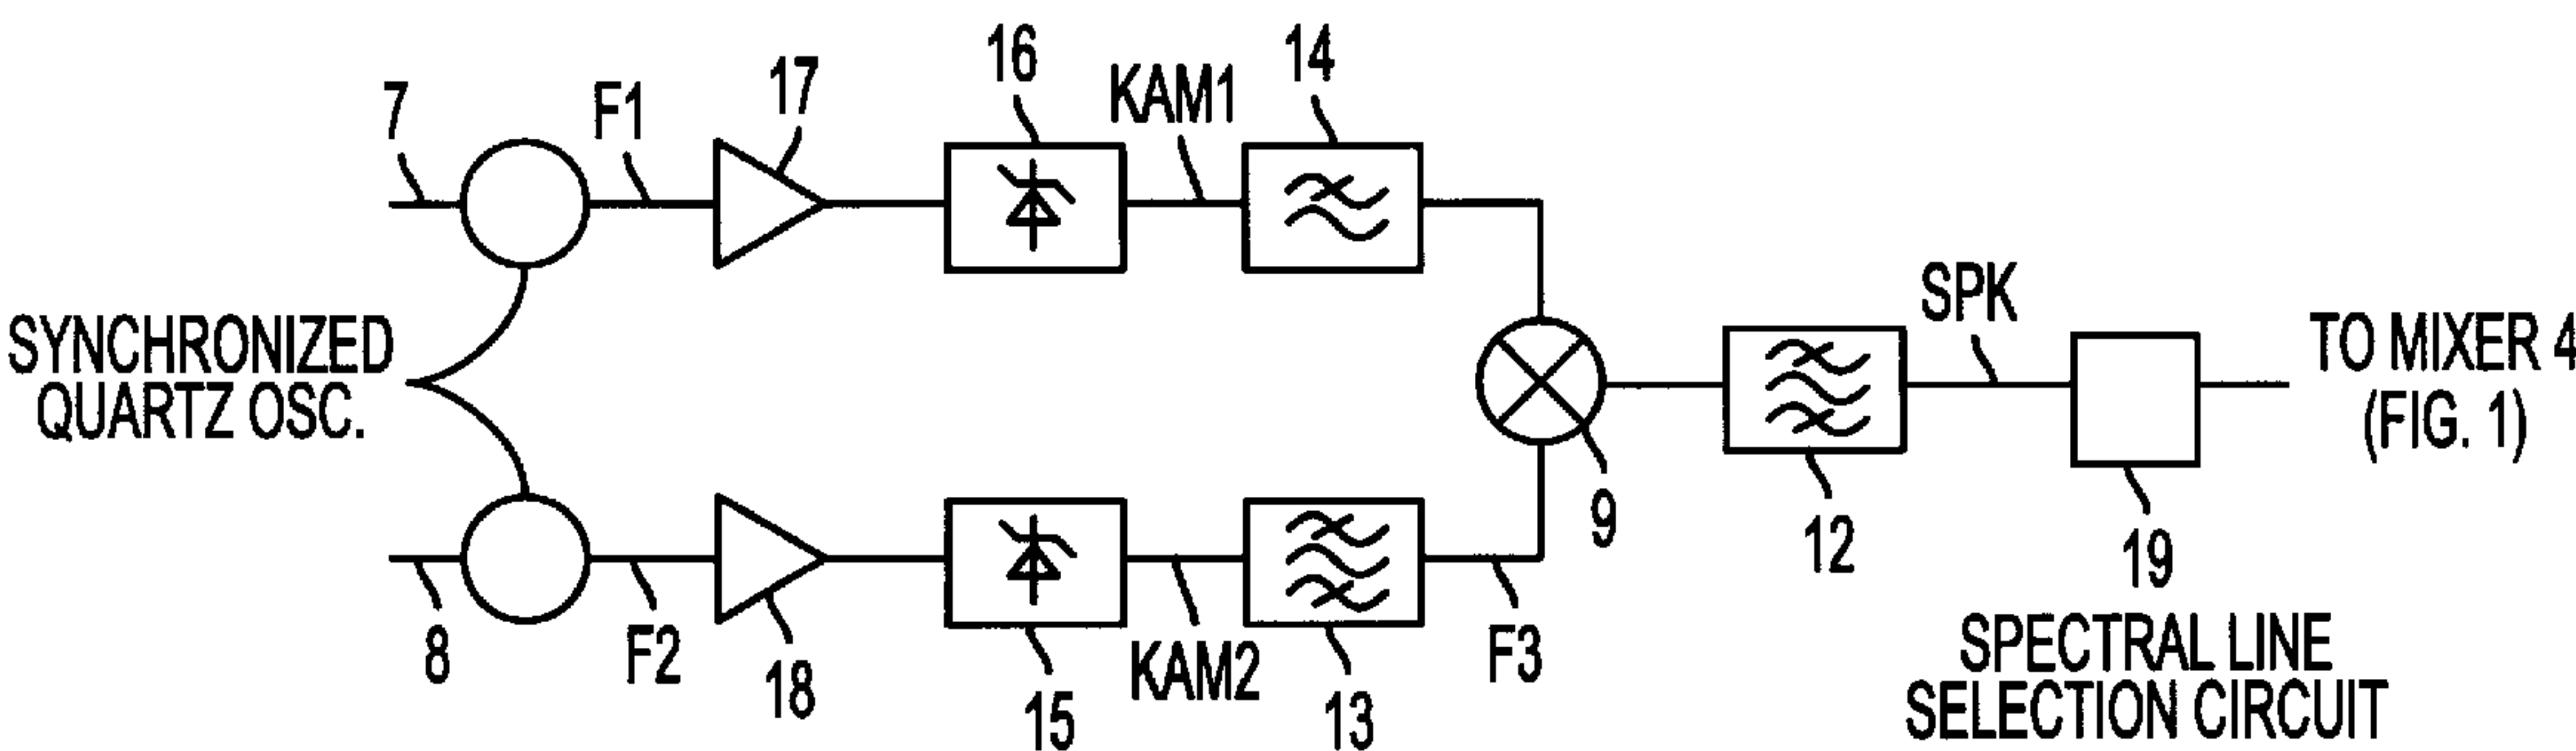 7
F1
17
16
KAM1
14
SYNCHRONIZED
QUARTZ OSC.
SPK
TO MIXER 4
(FIG. 1)
9
12
19
8
F2
18
15
KAM2
13
F3
SPECTRAL LINE
SELECTION CIRCUIT